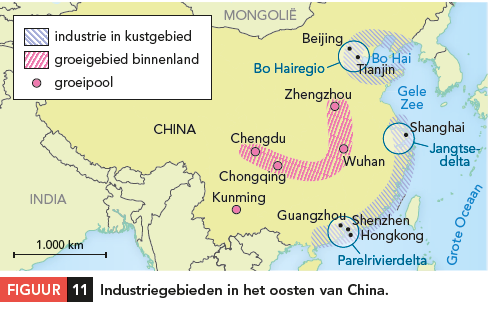 industrie in kustgebied
groeigebied binnenland
groeipool
MONGOLIË
Beijing
Bo Hai
Bo Hairegio
Tianjin
Zhengzhou
Gele
Zee
CHINA
Shanghai
Chengdu
Jangtse-
delta
Wuhan
Chongqing
INDIA
Kunming
Guangzhou
Shenzhen
Hongkong
Grote Oceaan
1.000 km
Parelrivierdelta
FIGUUR 11 Industriegebieden in het oosten van China.